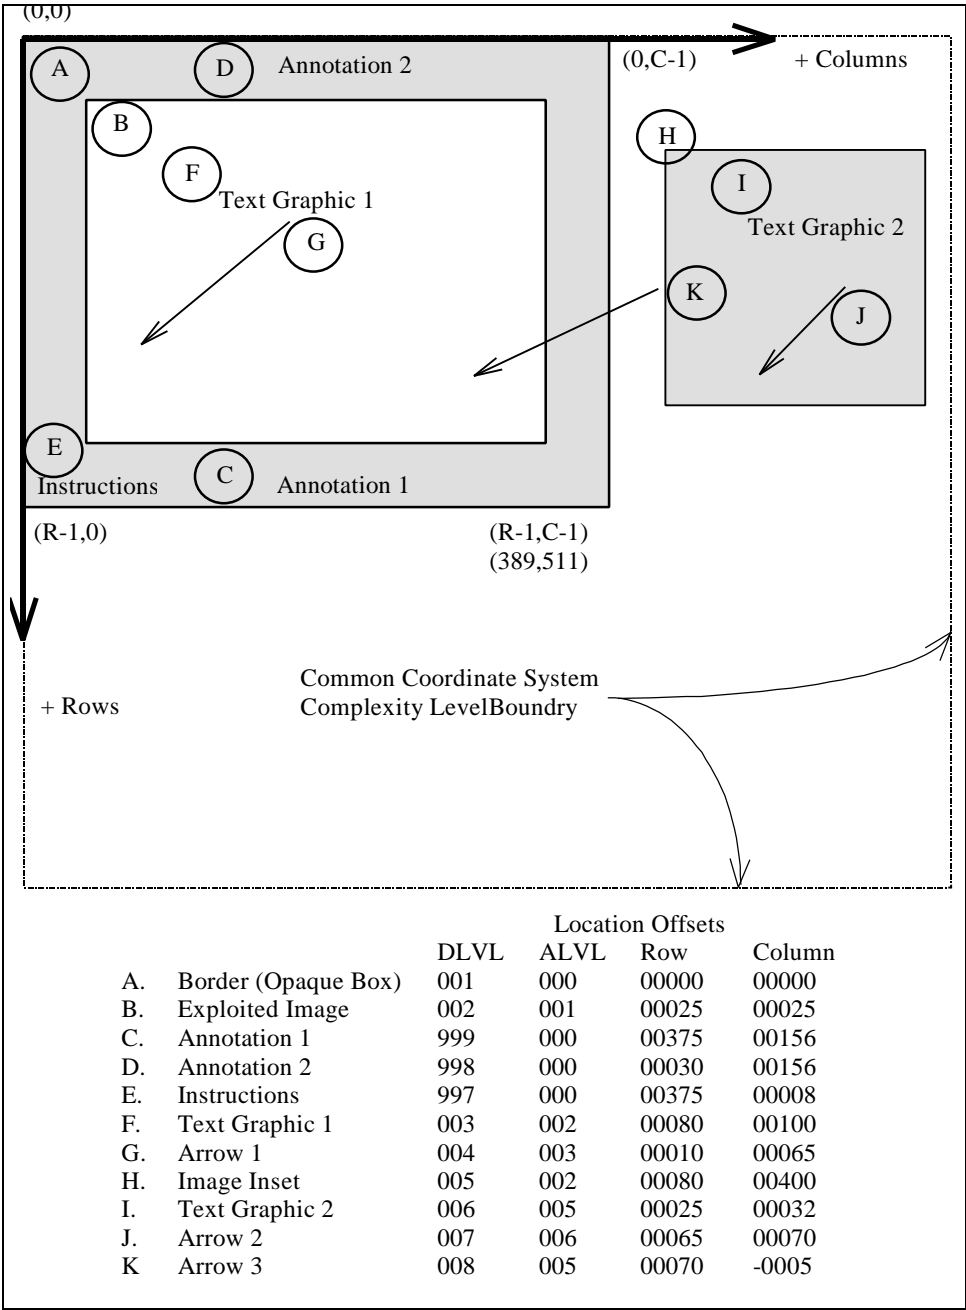 (0,0)
A
D
Annotation 2
(0,C-1)
+ Columns
B
H
F
I
Text Graphic 1
Text Graphic 2
G
K
J
E
C
Instructions
Annotation 1
(R-1,0)
(R-1,C-1)
(389,511)
Common Coordinate System
+ Rows
Complexity LevelBoundry
Location Offsets
DLVL ALVL Row Column
A. Border (Opaque Box) 001 000 00000 00000
B. Exploited Image 002 001 00025 00025
C. Annotation 1 999 000 00375 00156
D. Annotation 2 998 000 00030 00156
E. Instructions 997 000 00375 00008
F. Text Graphic 1 003 002 00080 00100
G. Arrow 1 004 003 00010 00065
H. Image Inset 005 002 00080 00400
I. Text Graphic 2 006 005 00025 00032
J. Arrow 2 007 006 00065 00070
K Arrow 3 008 005 00070 -0005